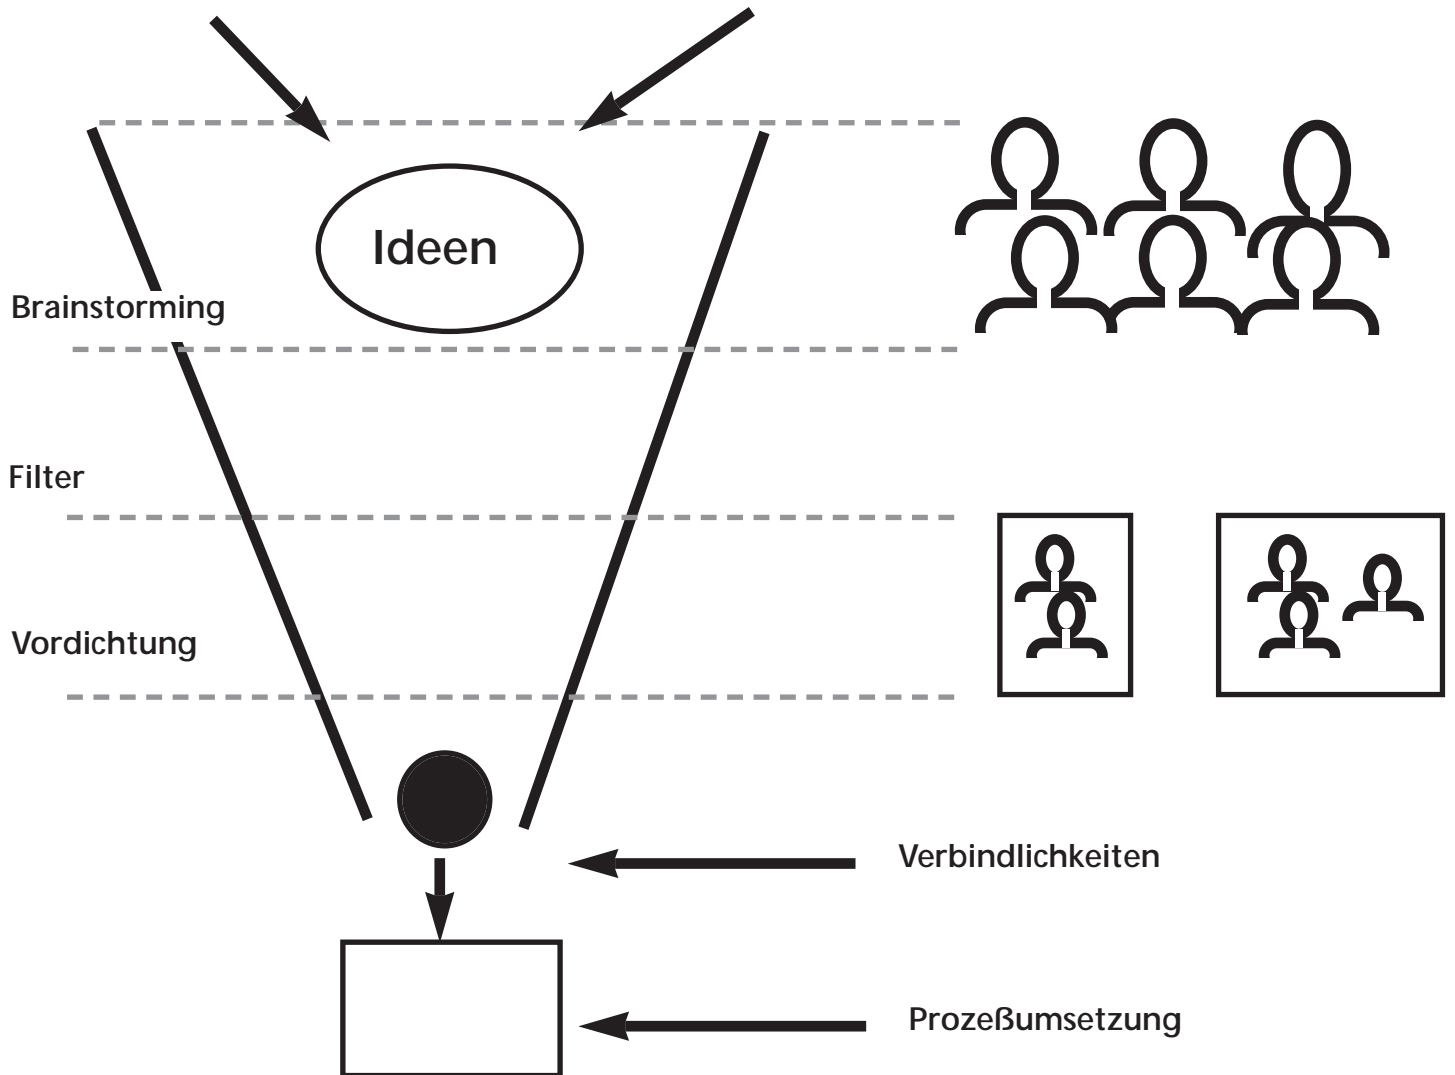 Ideen
Brainstorming
Filter
Vordichtung
Verbindlichkeiten
Prozeßumsetzung